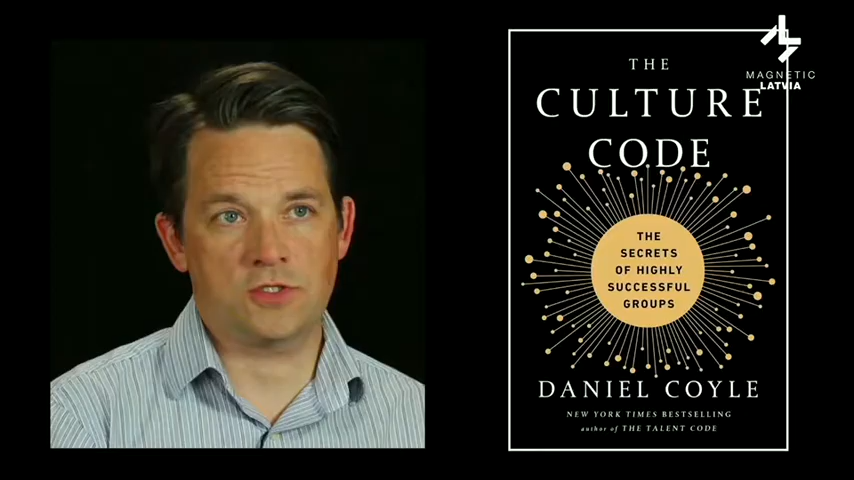 MAGNETIC
LATVIA
THE
CULTURE
CODE
THE
SECRETS
OF HIGHLY
SUCCESSFUL
GROUPS
DANIEL COYLE
NEW YORK TIMES BESTSELLING
author of THE TALENT CODE